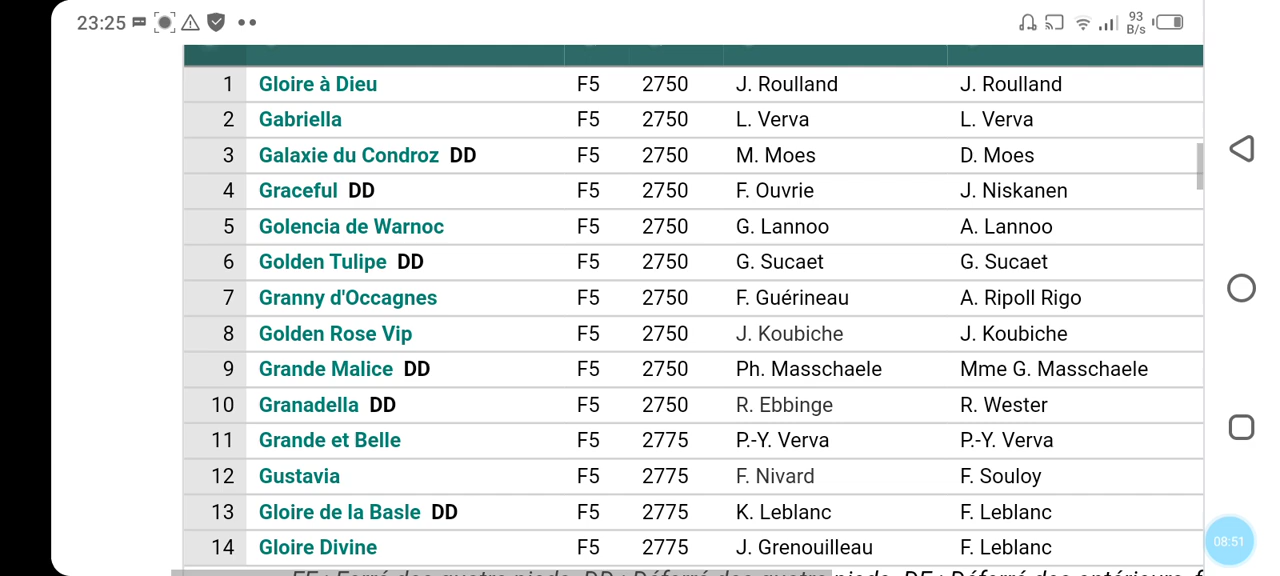 23:25 93 B/s
1 Gloire à Dieu F5 2750 J. Roulland J. Roulland
2 Gabriella F5 2750 L. Verva L. Verva
3 Galaxie du Condroz DD F5 2750 M. Moes D. Moes
4 Graceful DD F5 2750 F. Ouvrie J. Niskanen
5 Golencia de Warnoc F5 2750 G. Lannoo A. Lannoo
6 Golden Tulipe DD F5 2750 G. Sucaet G. Sucaet
7 Granny d'Occagnes F5 2750 F. Guérineau A. Ripoll Rigo
8 Golden Rose Vip F5 2750 J. Koubiche J. Koubiche
9 Grande Malice DD F5 2750 Ph. Masschaele Mme G. Masschaele
10 Granadella DD F5 2750 R. Ebbinge R. Wester
11 Grande et Belle F5 2775 P.-Y. Verva P.-Y. Verva
12 Gustavia F5 2775 F. Nivard F. Souloy
13 Gloire de la Basle DD F5 2775 K. Leblanc F. Leblanc
08:51
14 Gloire Divine F5 2775 J. Grenouilleau F. Leblanc